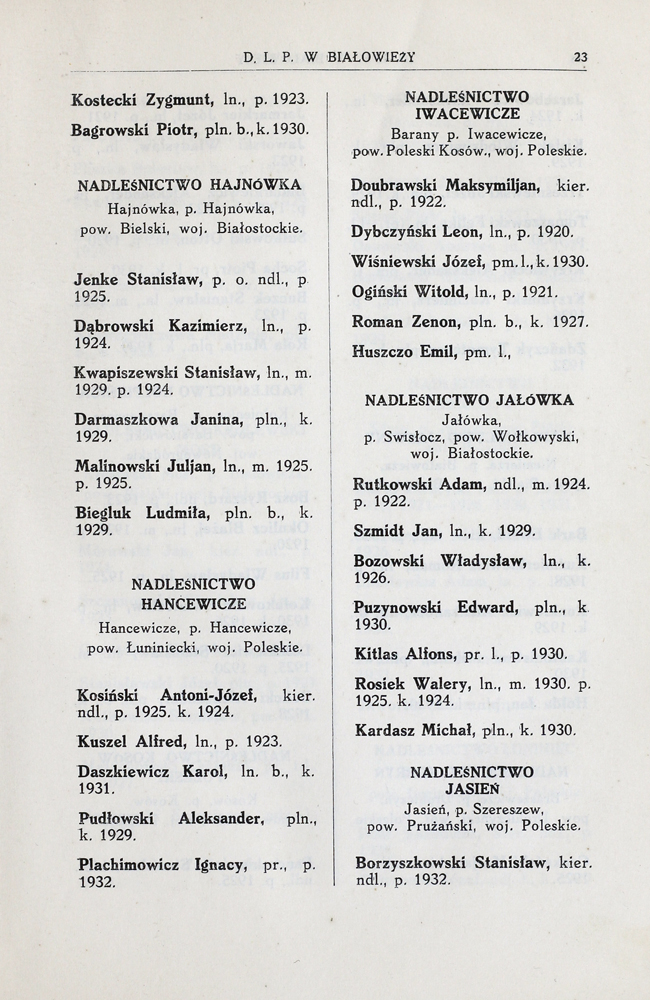 D. L. P. W BIAŁOWIEŻY 23
Kostecki Zygmunt, ln., p. 1923.
Bagrowski Piotr, pln. b., k. 1930.
NADLEŚNICTWO HAJNÓWKA
Hajnówka, p. Hajnówka,
pow. Bielski, woj. Białostockie.
Jenke Stanisław, p. o. ndl., p.
1925.
Dąbrowski Kazimierz, ln., p.
1924.
Kwapiszewski Stanisław, ln., m.
1929. p. 1924.
Darmaszkowa Janina, pln., k.
1929.
Malinowski Juljan, ln., m. 1925.
p. 1925.
Biegluk Ludmiła, pln. b., k.
1929.
NADLEŚNICTWO
HANCEWICZE
Hancewicze, p. Hancewicze,
pow. Łuniniecki, woj. Poleskie.
Kosiński Antoni-Józef, kier.
ndl., p. 1925. k. 1924.
Kuszel Alfred, ln., p. 1923.
Daszkiewicz Karol, ln. b., k.
1931.
Pudłowski Aleksander, pln.,
k. 1929.
Plachimowicz Ignacy, pr., p.
1932.
NADLEŚNICTWO
IWACEWICZE
Barany p. Iwacewicze,
pow. Poleski Kosów., woj. Poleskie.
Doubrawski Maksymiljan, kier.
ndl., p. 1922.
Dybczyński Leon, ln., p. 1920.
Wiśniewski Józef, pm. l., k. 1930.
Ogiński Witold, ln., p. 1921.
Roman Zenon, pln. b., k. 1927.
Huszczo Emil, pm. l.,
NADLEŚNICTWO JAŁÓWKA
Jałówka,
p. Swisłocz, pow. Wołkowyski,
woj. Białostockie.
Rutkowski Adam, ndl., m. 1924.
p. 1922.
Szmidt Jan, ln., k. 1929.
Bozowski Władysław, ln., k.
1926.
Puzynowski Edward, pln., k
1930.
Kitlas Alfons, pr. l., p. 1930.
Rosiek Walery, ln., m. 1930. p.
1925. k. 1924.
Kardasz Michał, pln., k. 1930.
NADLEŚNICTWO
JASIEŃ
Jasień, p. Szereszew,
pow. Prużański, woj. Poleskie.
Borzyszkowski Stanisław, kier.
ndl., p. 1932.